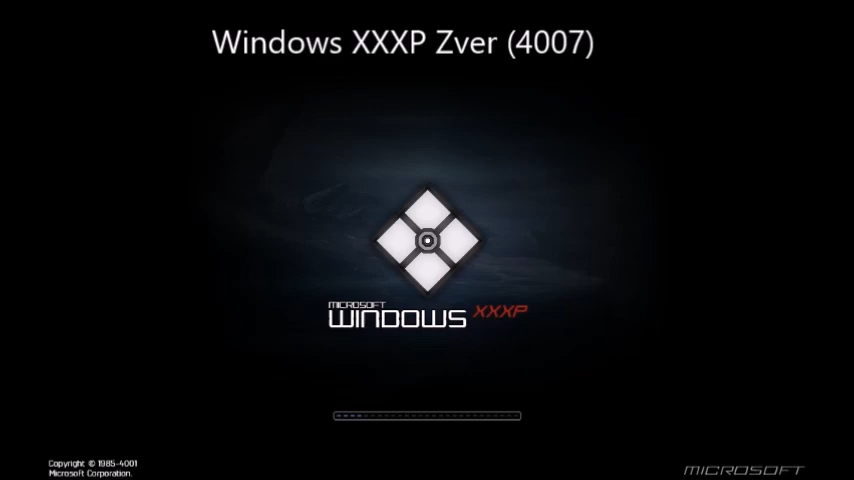 Windows XXXP Zver (4007)
MICROSOFT
WINDOWS XXXP
Copyright © 1985-4001
Microsoft Corporation.
MICROSOFT